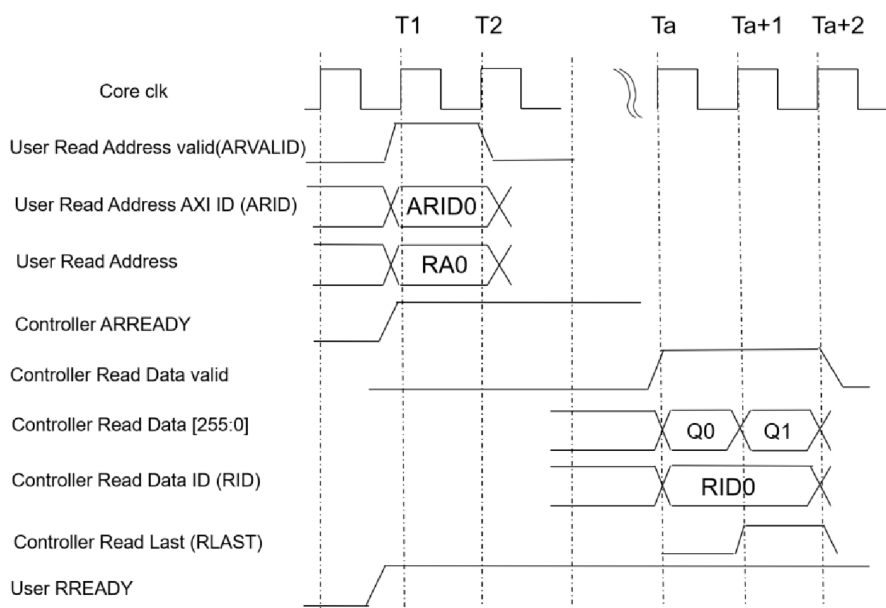 T1 T2 Ta Ta+1 Ta+2
Core clk
User Read Address valid(ARVALID)
User Read Address AXI ID (ARID) ARID0
User Read Address RA0
Controller ARREADY
Controller Read Data valid
Controller Read Data [255:0] Q0 Q1
Controller Read Data ID (RID) RID0
Controller Read Last (RLAST)
User RREADY